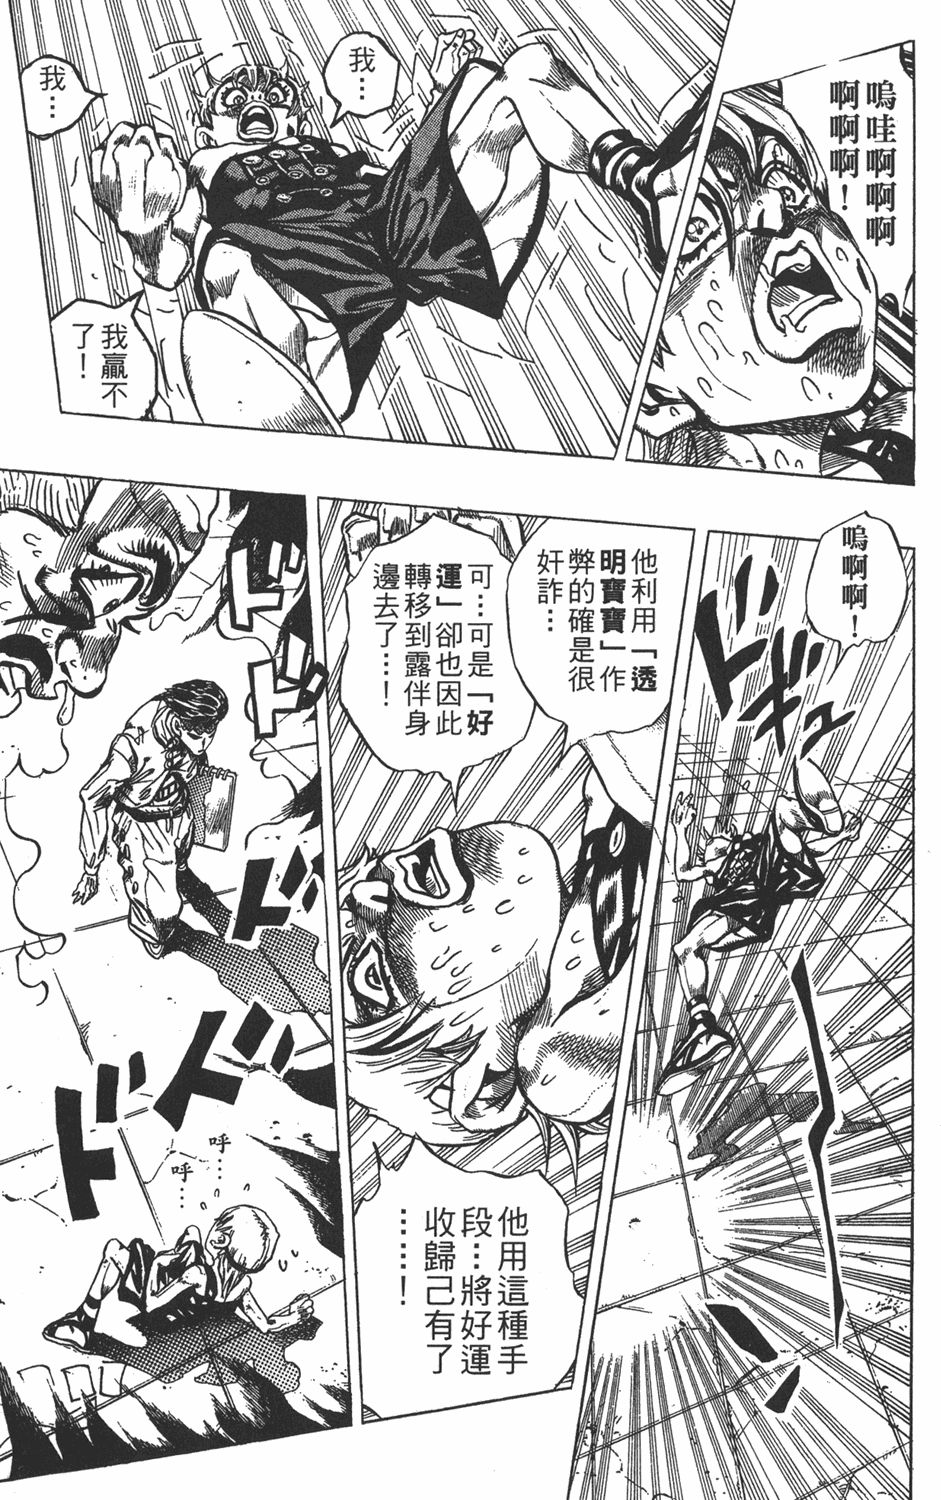 嗚哇啊啊啊
啊啊啊！
我…
我…
我贏不
了！
嗚啊啊！
ドギュ
他利用「透
明寶寶」作
弊的確是很
奸詐…
可…可是「好
運」卻也因此
轉移到露伴身
邊去了…！
他用這種手
段…將好運
收歸己有了
……！
ド
ド
ド
ド
ド
呼…
呼…